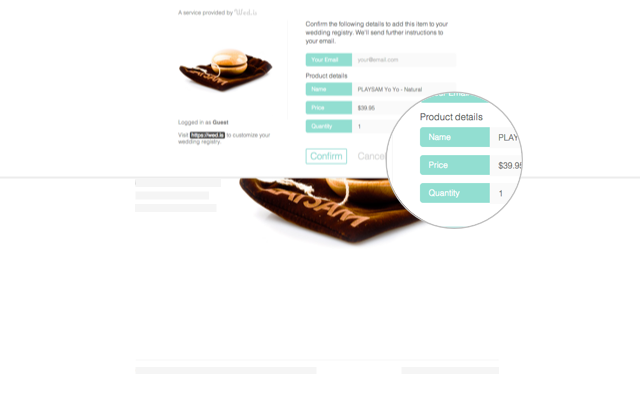 A service provided by Wed.is
Confirm the following details to add this item to your
wedding registry. We'll send further instructions to
your email.
Your Email your@email.com
Product details
Name PLAYSAM Yo Yo - Natural
Price $39.95
Quantity 1
Logged in as Guest
Visit https://wed.is to customize your
wedding registry.
Confirm Cancel
Product details
Name PLAY
Price $39.95
Quantity 1
PLAYSAM